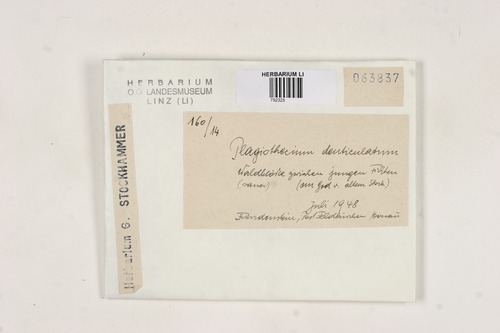 HERBARIUM
O.Ö. LANDESMUSEUM
LINZ (LI)
HERBARIUM LI
792325
063837
Herbarium G. STOCKHAMMER
160/14
Plagiothecium denticulatum
Waldblöße zwischen jungen Fichten
Juli 1948